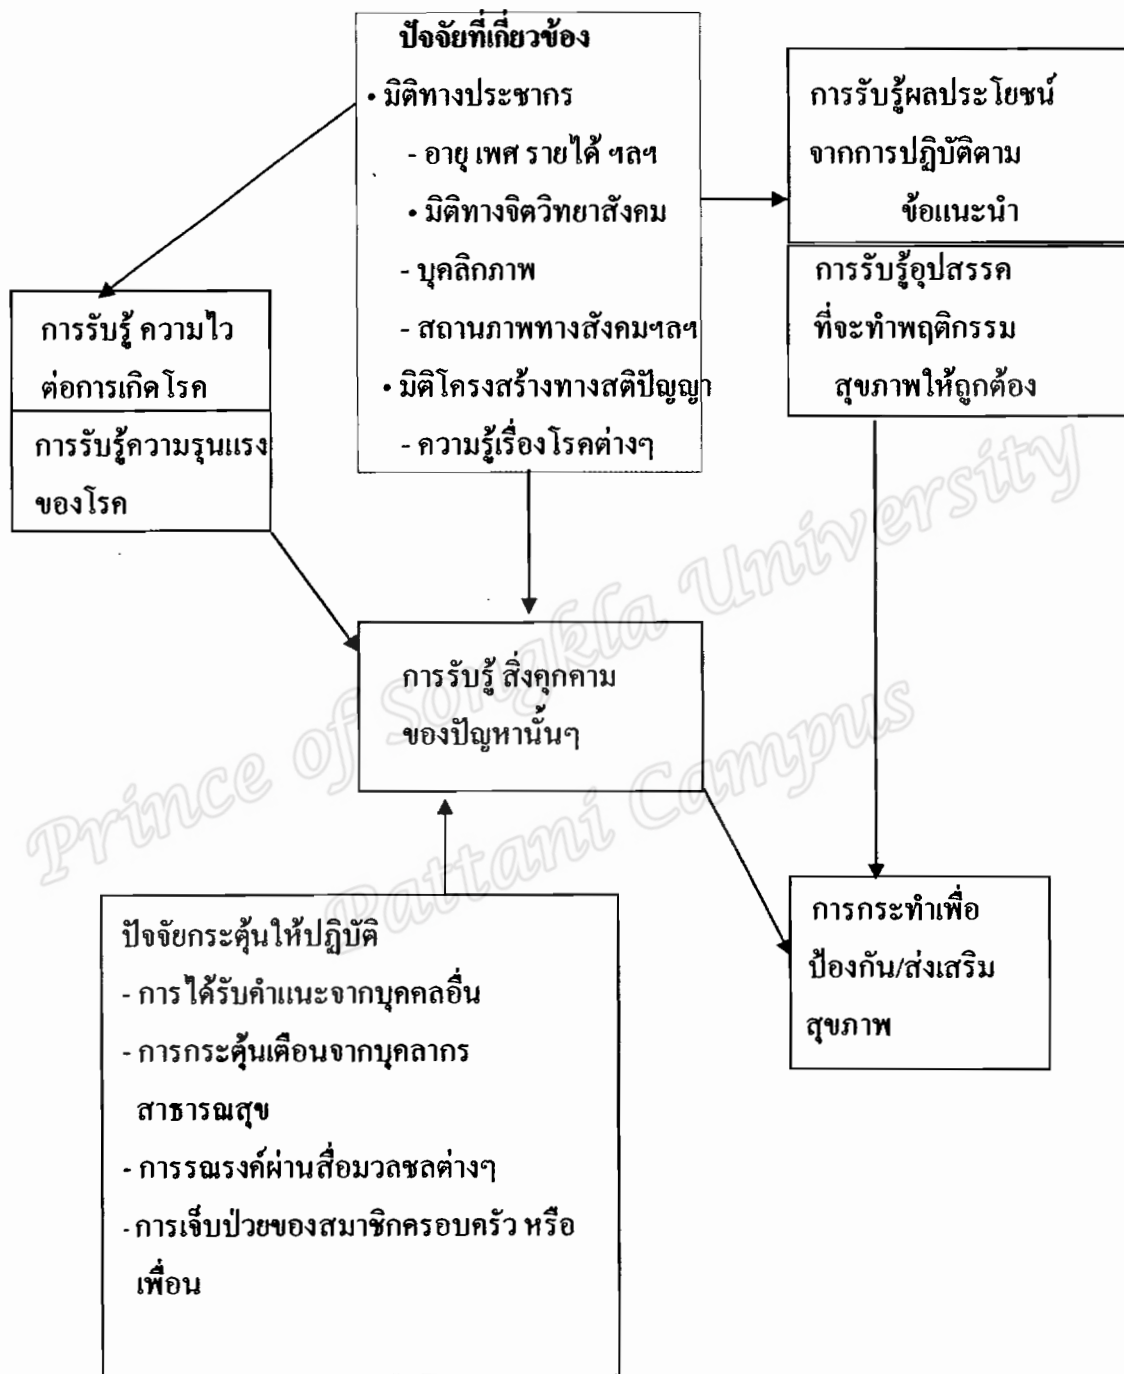 ปัจจัยที่เกี่ยวข้อง
• มิติทางประชากร
- อายุ เพศ รายได้ ฯลฯ
• มิติทางจิตวิทยาสังคม
- บุคลิกภาพ
- สถานภาพทางสังคมฯลฯ
• มิติโครงสร้างทางสติปัญญา
- ความรู้เรื่องโรคต่างๆ
การรับรู้ผลประโยชน์
จากการปฏิบัติตาม
ข้อแนะนำ
การรับรู้อุปสรรค
ที่จะทำพฤติกรรม
สุขภาพให้ถูกต้อง
การรับรู้ ความไว
ต่อการเกิดโรค
การรับรู้ความรุนแรง
ของโรค
การรับรู้ สิ่งคุกคาม
ของปัญหานั้นๆ
ปัจจัยกระตุ้นให้ปฏิบัติ
- การได้รับคำแนะจากบุคคลอื่น
- การกระตุ้นเตือนจากบุคลากร
สาธารณสุข
- การรณรงค์ผ่านสื่อมวลชลต่างๆ
- การเจ็บป่วยของสมาชิกครอบครัว หรือ
เพื่อน
การกระทำเพื่อ
ป้องกัน/ส่งเสริม
สุขภาพ
Prince of Songkla University
Pattani Campus